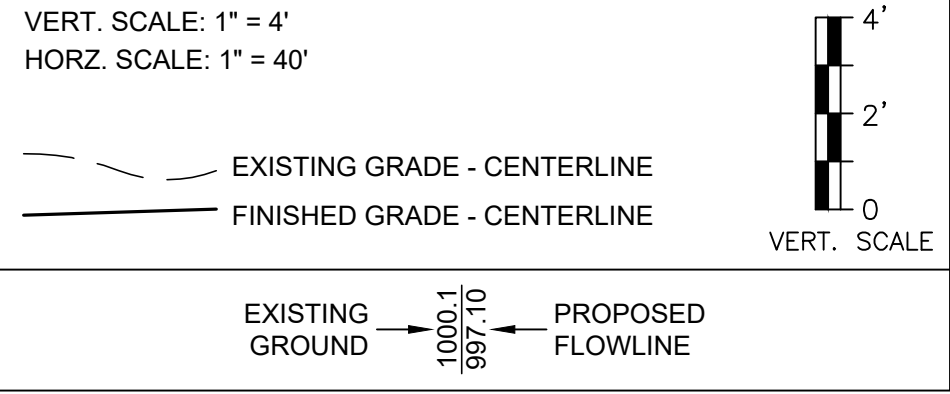 VERT. SCALE: 1" = 4'
HORZ. SCALE: 1" = 40'
4'
2'
0
VERT. SCALE
EXISTING GRADE - CENTERLINE
FINISHED GRADE - CENTERLINE
EXISTING
GROUND
1000.1
997.10
PROPOSED
FLOWLINE